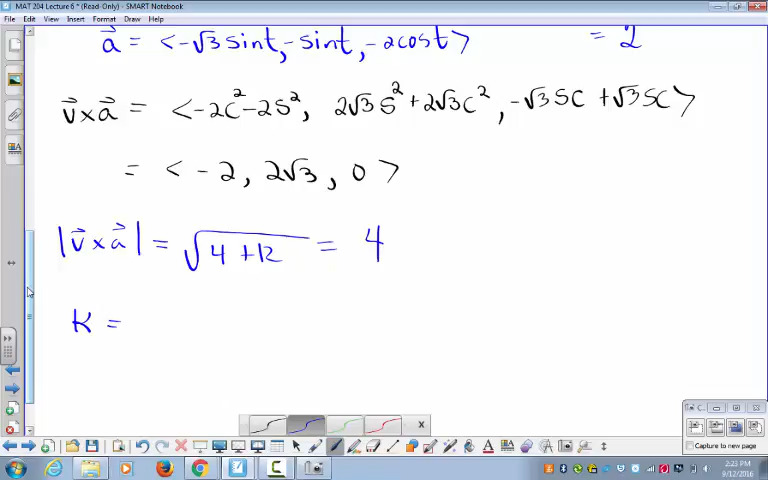 MAT 204 Lecture 6 * (Read-Only) - SMART Notebook
File Edit View Insert Format Draw Help
a⃗ = <-√3 sint, -sint, -2cost> = 2
v⃗ x a⃗ = <-2C² - 2S², 2√3 S² + 2√3 C², -√3 SC + √3 SC>
= <-2, 2√3, 0>
|v⃗ x a⃗| = √4 + 12 = 4
K =
Capture to new page
2:23 PM
9/12/2016